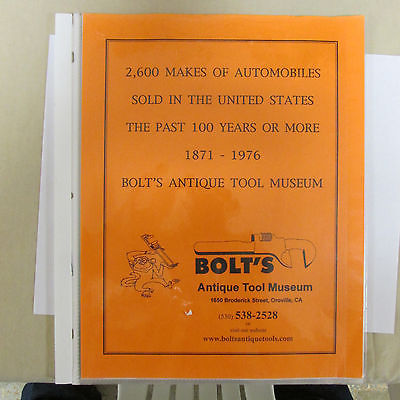 2,600 MAKES OF AUTOMOBILES
SOLD IN THE UNITED STATES
THE PAST 100 YEARS OR MORE
1871 - 1976
BOLT'S ANTIQUE TOOL MUSEUM
BOLT'S
Antique Tool Museum
1650 Broderick Street, Oroville, CA
(530) 538-2528
or
visit our website
www.boltsantiquetools.com